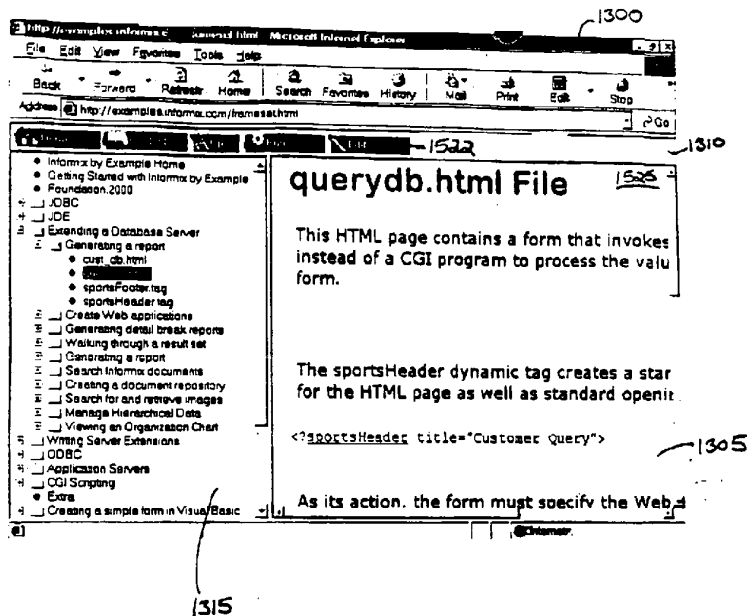 1300
http://examples.informix.c html Microsoft Internet Explorer
File Edit View Favorites Tools Help
Back Forward Refresh Home Search Favorites History Mail Print Edit Stop
Address http://examples.informix.com/frameset.html Go
1522
1310
Informix by Example Home
Getting Started with Informix by Example
Foundation.2000
JDBC
JDE
Extending a Database Server
Generating a report
cust_db.html
sportsFooter.tag
sportsHeader.tag
Create Web applications
Generating detail break reports
Walking through a result set
Generating a report
Search Informix documents
Creating a document repository
Search for and retrieve images
Manage Hierarchical Data
Viewing an Organization Chart
Writing Server Extensions
ODBC
Application Servers
CGI Scripting
Extra
Creating a simple form in Visual Basic
querydb.html File
1525
This HTML page contains a form that invokes
instead of a CGI program to process the valu
form.
The sportsHeader dynamic tag creates a star
for the HTML page as well as standard openir
<?sportsHeader title="Customer Query">
1305
As its action, the form must specify the Web
Internet
1315